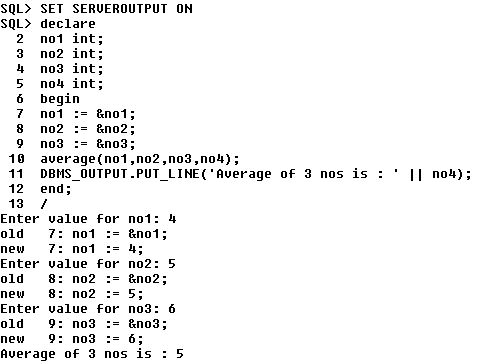 SQL> SET SERVEROUTPUT ON
SQL> declare
2 no1 int;
3 no2 int;
4 no3 int;
5 no4 int;
6 begin
7 no1 := &no1;
8 no2 := &no2;
9 no3 := &no3;
10 average(no1,no2,no3,no4);
11 DBMS_OUTPUT.PUT_LINE('Average of 3 nos is : ' || no4);
12 end;
13 /
Enter value for no1: 4
old 7: no1 := &no1;
new 7: no1 := 4;
Enter value for no2: 5
old 8: no2 := &no2;
new 8: no2 := 5;
Enter value for no3: 6
old 9: no3 := &no3;
new 9: no3 := 6;
Average of 3 nos is : 5